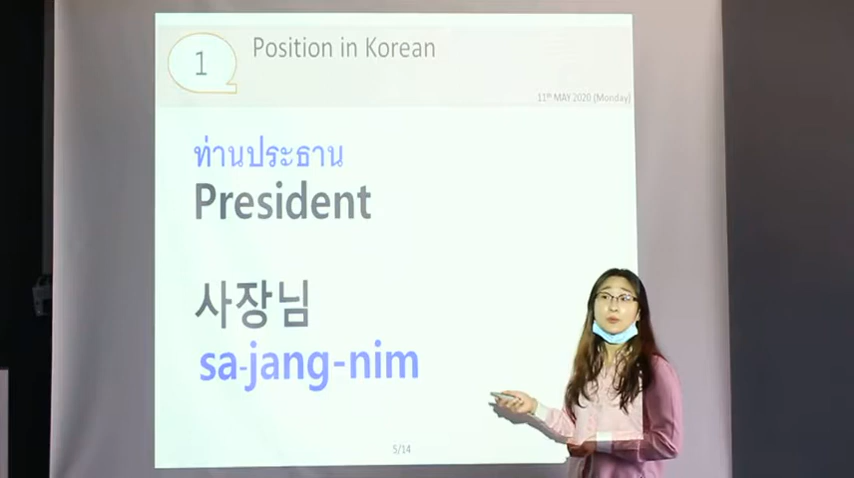 1
Position in Korean
11th MAY 2020 (Monday)
ท่านประธาน
President
사장님
sa-jang-nim
5/14